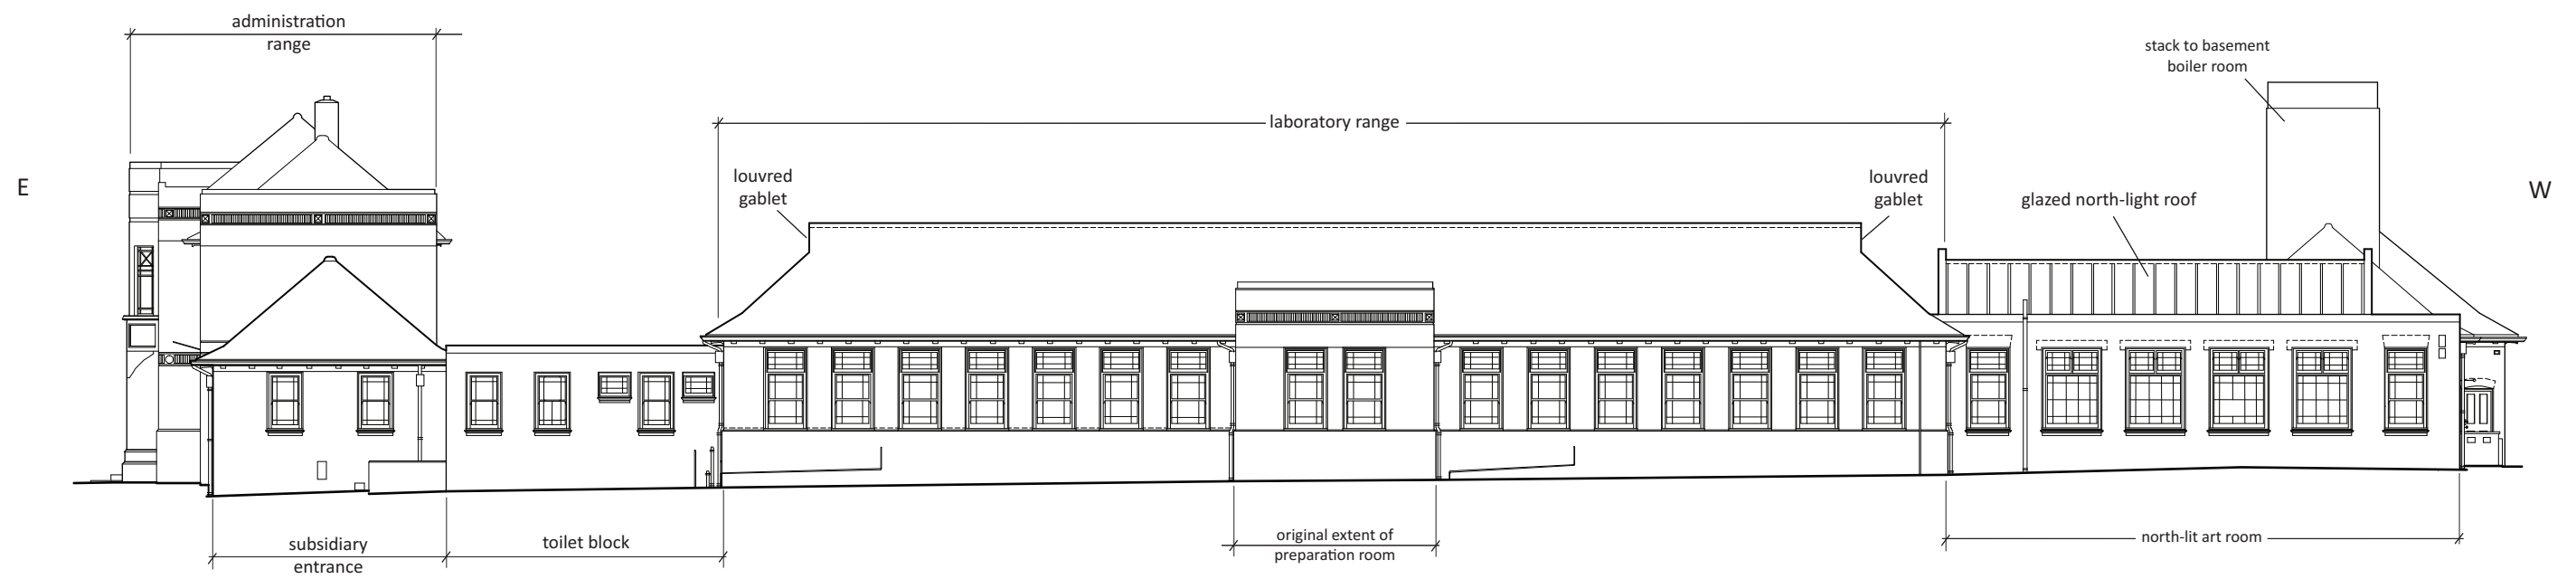 administration
range
stack to basement
boiler room
laboratory range
louvred
gablet
louvred
gablet
E
W
glazed north-light roof
subsidiary
entrance
toilet block
original extent of
preparation room
north-lit art room